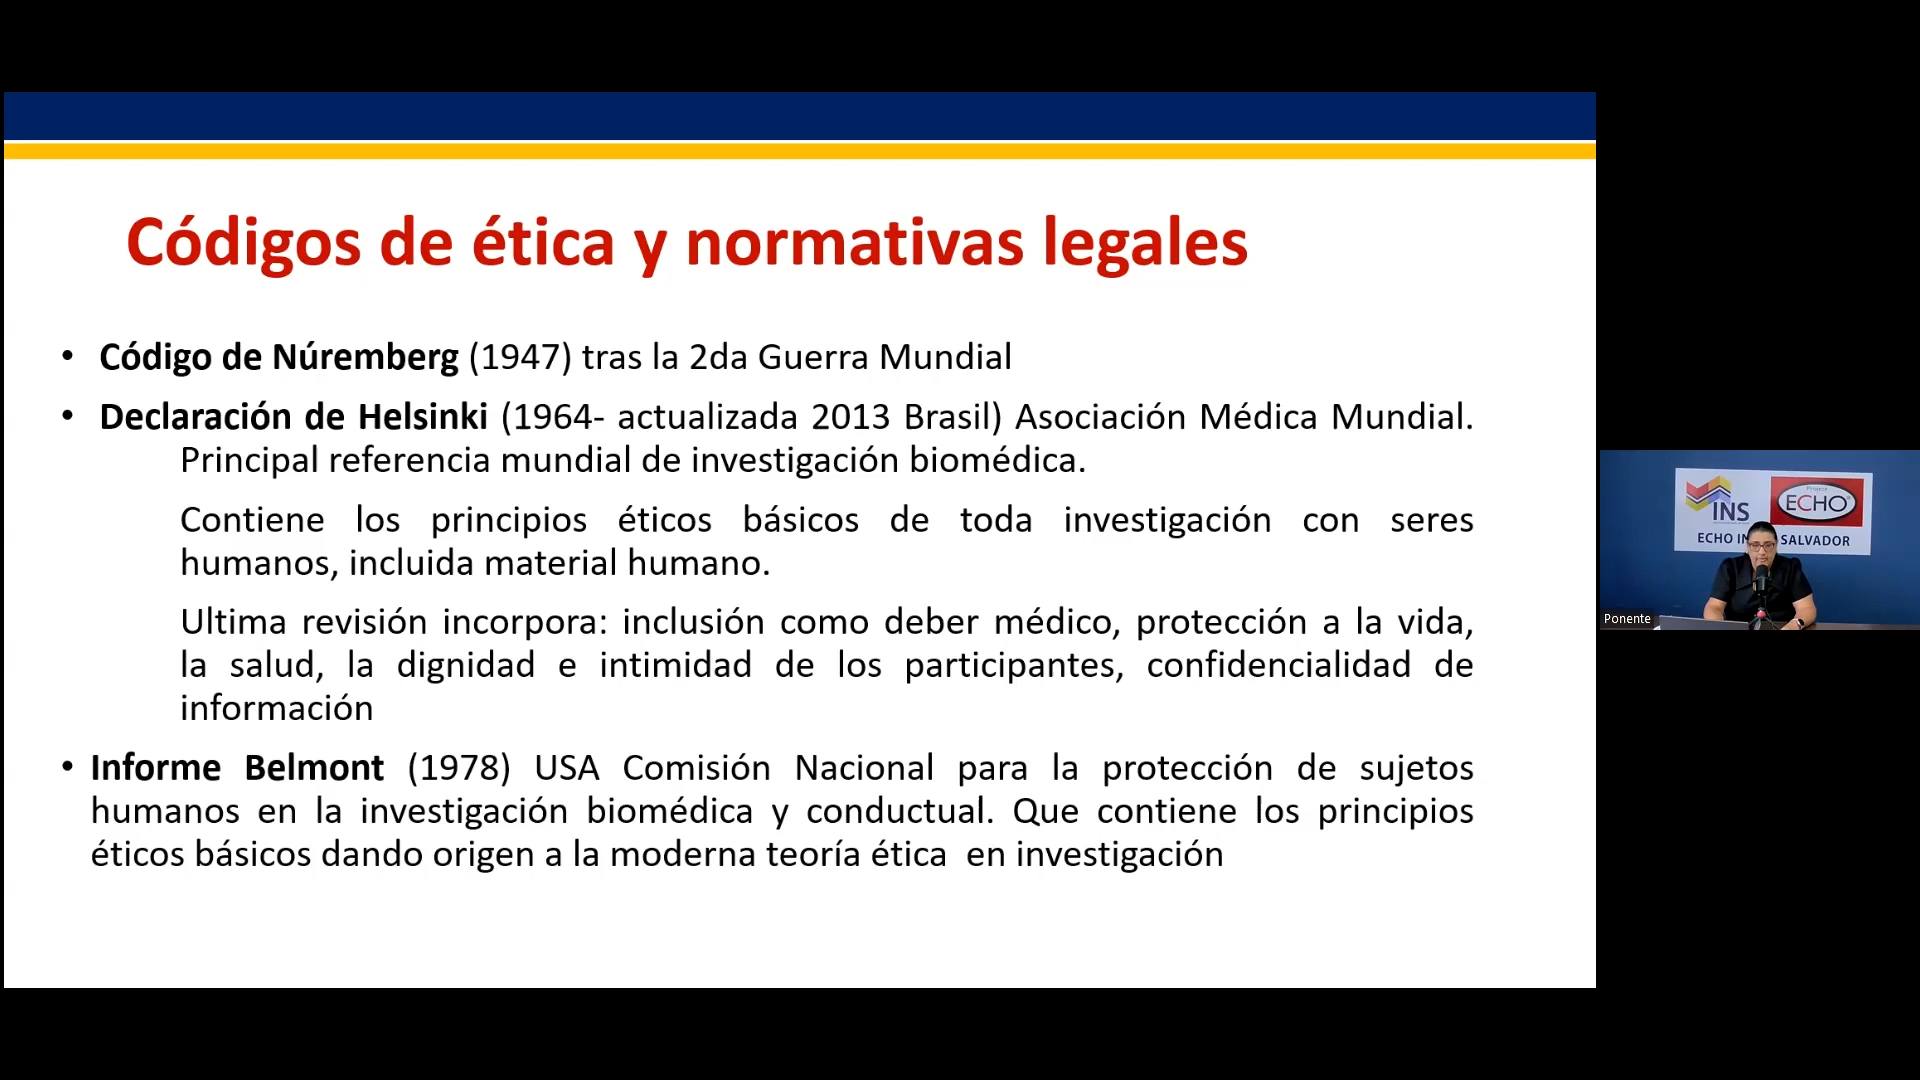 Códigos de ética y normativas legales
• Código de Núremberg (1947) tras la 2da Guerra Mundial
• Declaración de Helsinki (1964- actualizada 2013 Brasil) Asociación Médica Mundial.
Principal referencia mundial de investigación biomédica.
Contiene los principios éticos básicos de toda investigación con seres
humanos, incluida material humano.
Ultima revisión incorpora: inclusión como deber médico, protección a la vida,
la salud, la dignidad e intimidad de los participantes, confidencialidad de
información
• Informe Belmont (1978) USA Comisión Nacional para la protección de sujetos
humanos en la investigación biomédica y conductual. Que contiene los principios
éticos básicos dando origen a la moderna teoría ética  en investigación
INS
Project
ECHO
ECHO IN SALVADOR
Ponente